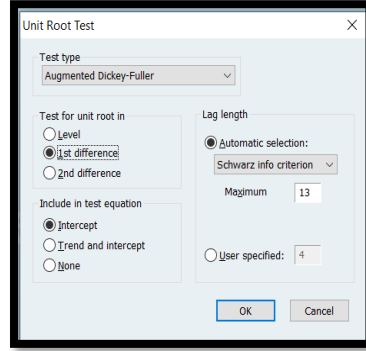 Unit Root Test
Test type
Augmented Dickey-Fuller
Test for unit root in
Level
1st difference
2nd difference
Include in test equation
Intercept
Trend and intercept
None
Lag length
Automatic selection:
Schwarz info criterion
Maximum 13
User specified: 4
OK Cancel